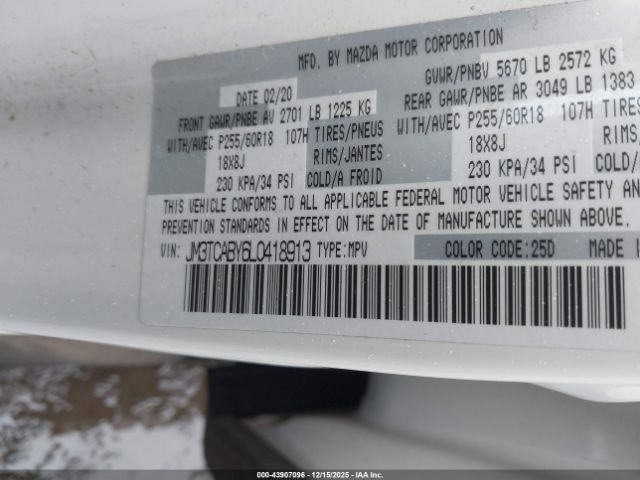 MFD. BY MAZDA MOTOR CORPORATION
DATE 02/20 GVWR/PNBV 5670 LB 2572 KG
FRONT GAWR/PNBE AV 2701 LB 1225 KG REAR GAWR/PNBE AR 3049 LB 1383
WITH/AVEC P255/60R18 107H TIRES/PNEUS WITH/AVEC P255/60R18 107H TIRES/
18X8J RIMS/JANTES 18X8J RIMS/
230 KPA/34 PSI COLD/A FROID 230 KPA/34 PSI COLD/
THIS VEHICLE CONFORMS TO ALL APPLICABLE FEDERAL MOTOR VEHICLE SAFETY AN
PREVENTION STANDARDS IN EFFECT ON THE DATE OF MANUFACTURE SHOWN ABOVE.
VIN: JM3TCABY6L0418913 TYPE:MPV COLOR CODE:25D MADE
©-43907096 - 12/15/2025 - IAAI.COM